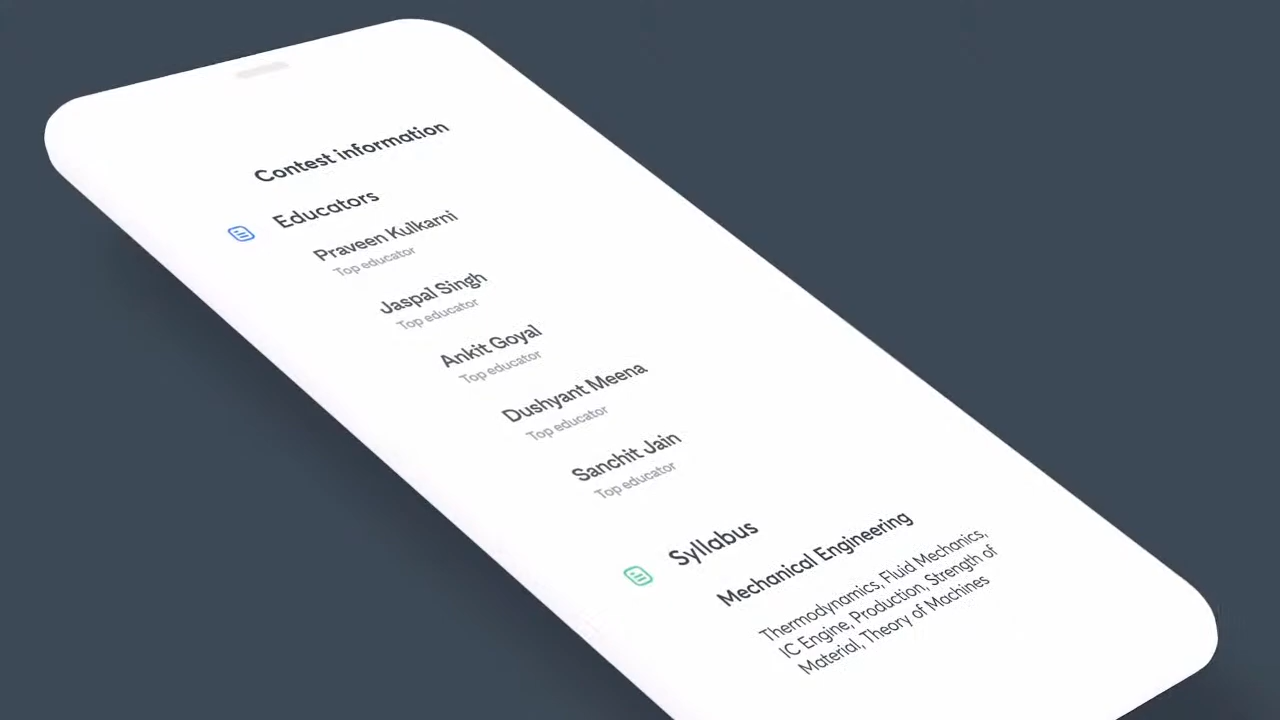 Contest information
Educators
Praveen Kulkarni
Top educator
Jaspal Singh
Top educator
Ankit Goyal
Top educator
Dushyant Meena
Top educator
Sanchit Jain
Top educator
Syllabus
Mechanical Engineering
Thermodynamics, Fluid Mechanics,
IC Engine, Production, Strength of
Material, Theory of Machines